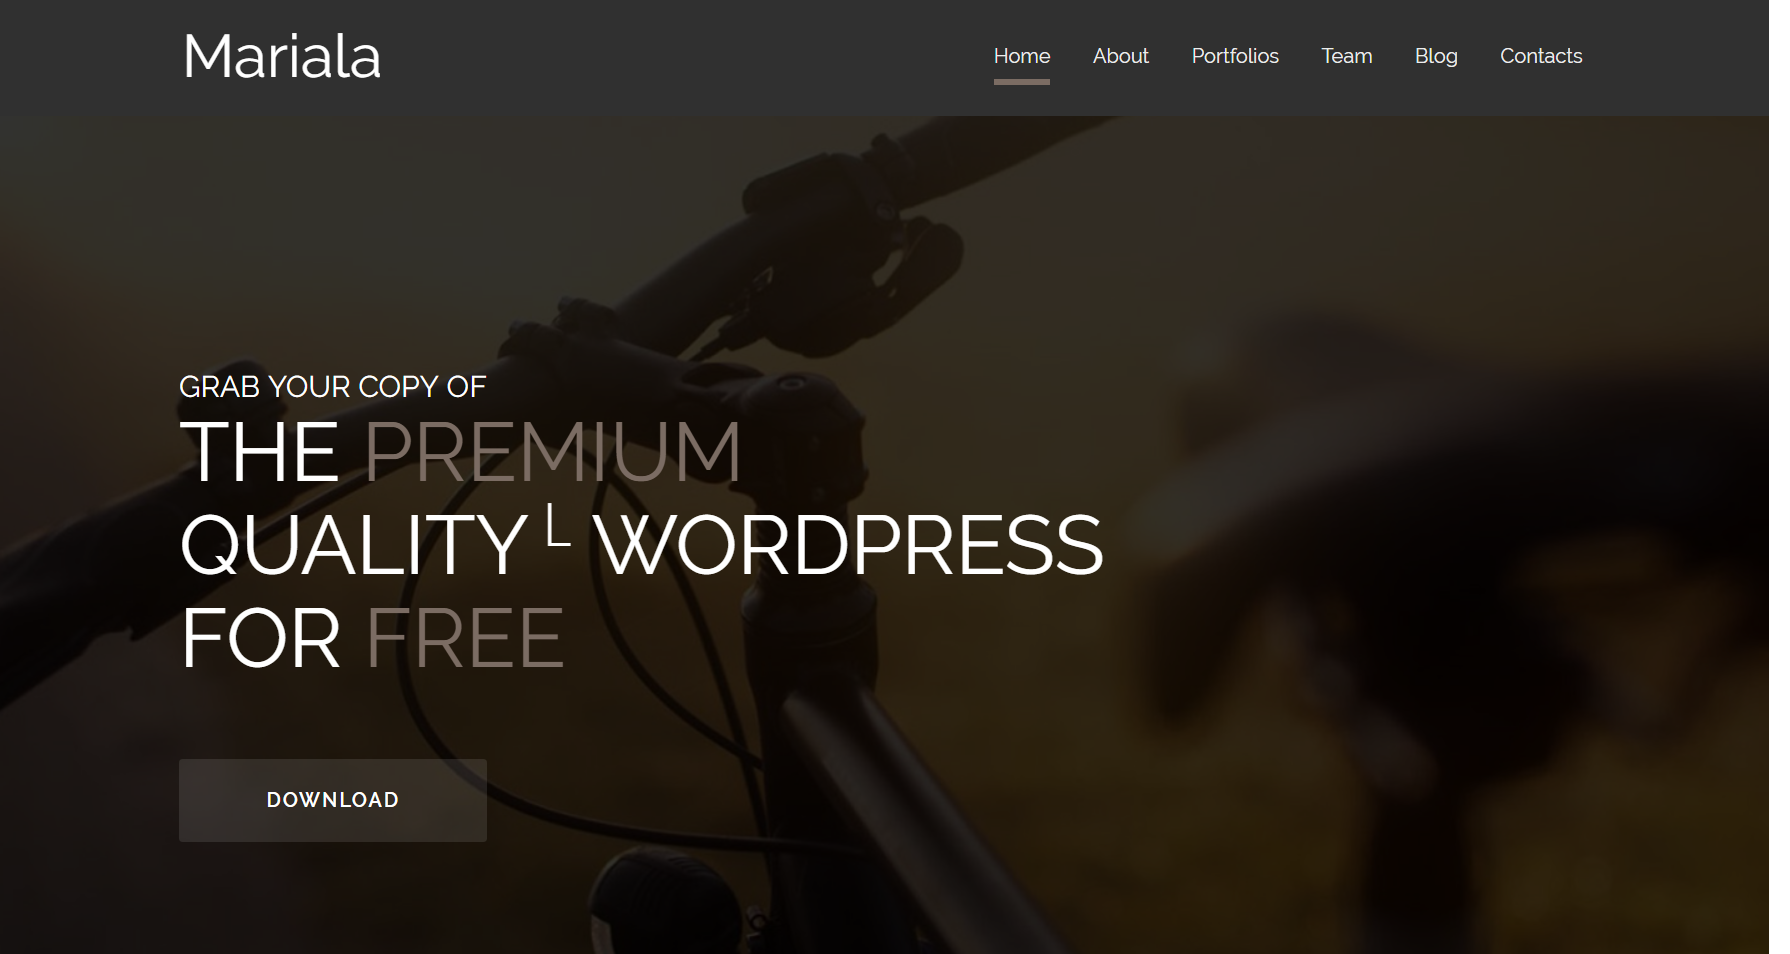 Mariala
Home About Portfolios Team Blog Contacts
GRAB YOUR COPY OF
THE PREMIUM
QUALITY L WORDPRESS
FOR FREE
DOWNLOAD